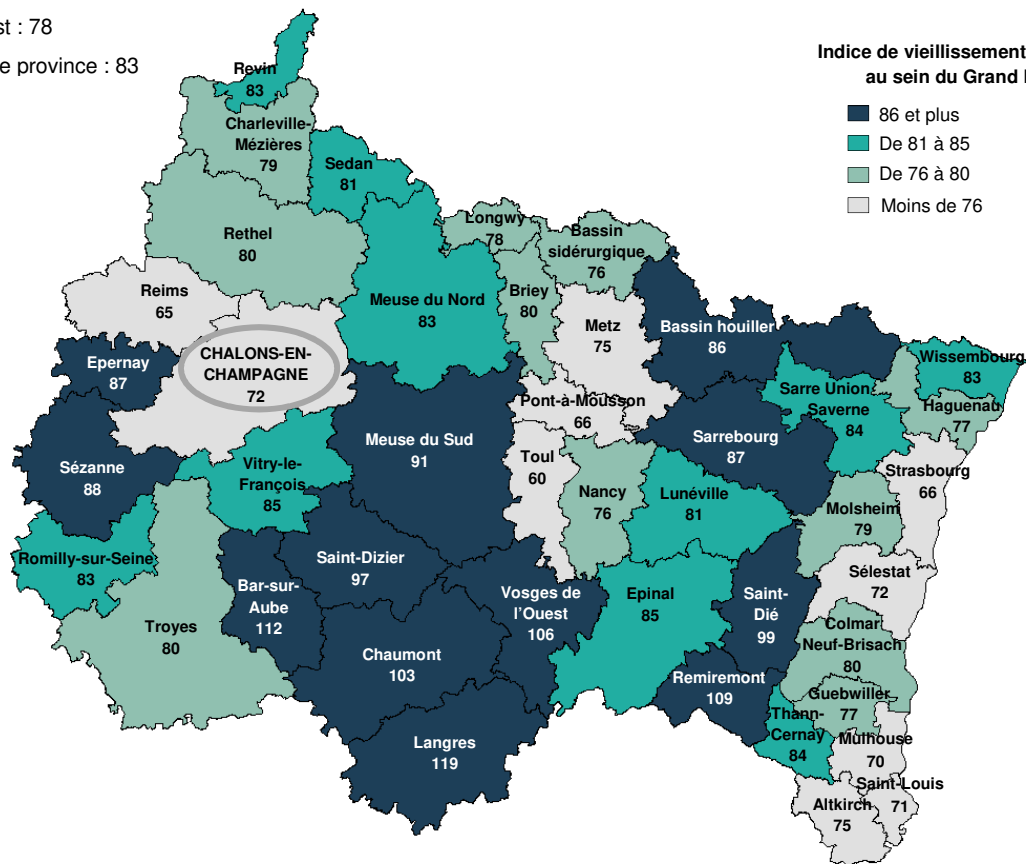 st : 78
e province : 83
Indice de vieillissement
au sein du Grand
86 et plus
De 81 à 85
De 76 à 80
Moins de 76
Revin
83
Charleville-
Mézières
79
Sedan
81
Rethel
80
Longwy
78
Bassin
sidérurgique
76
Reims
65
Meuse du Nord
83
Briey
80
Metz
75
Bassin houiller
86
Epernay
87
CHALONS-EN-
CHAMPAGNE
72
Wissembourg
83
Sarre Union
Saverne
84
Haguenau
77
Pont-à-Mousson
66
Meuse du Sud
91
Sarrebourg
87
Sézanne
88
Vitry-le-
François
85
Toul
60
Nancy
76
Lunéville
81
Strasbourg
66
Molsheim
79
Romilly-sur-Seine
83
Saint-Dizier
97
Bar-sur-
Aube
112
Vosges de
l'Ouest
106
Epinal
85
Saint-
Dié
99
Sélestat
72
Troyes
80
Chaumont
103
Colmar
Neuf-Brisach
80
Remiremont
109
Guebwiller
77
Thann-
Cernay
84
Mulhouse
70
Langres
119
Saint-Louis
71
Altkirch
75